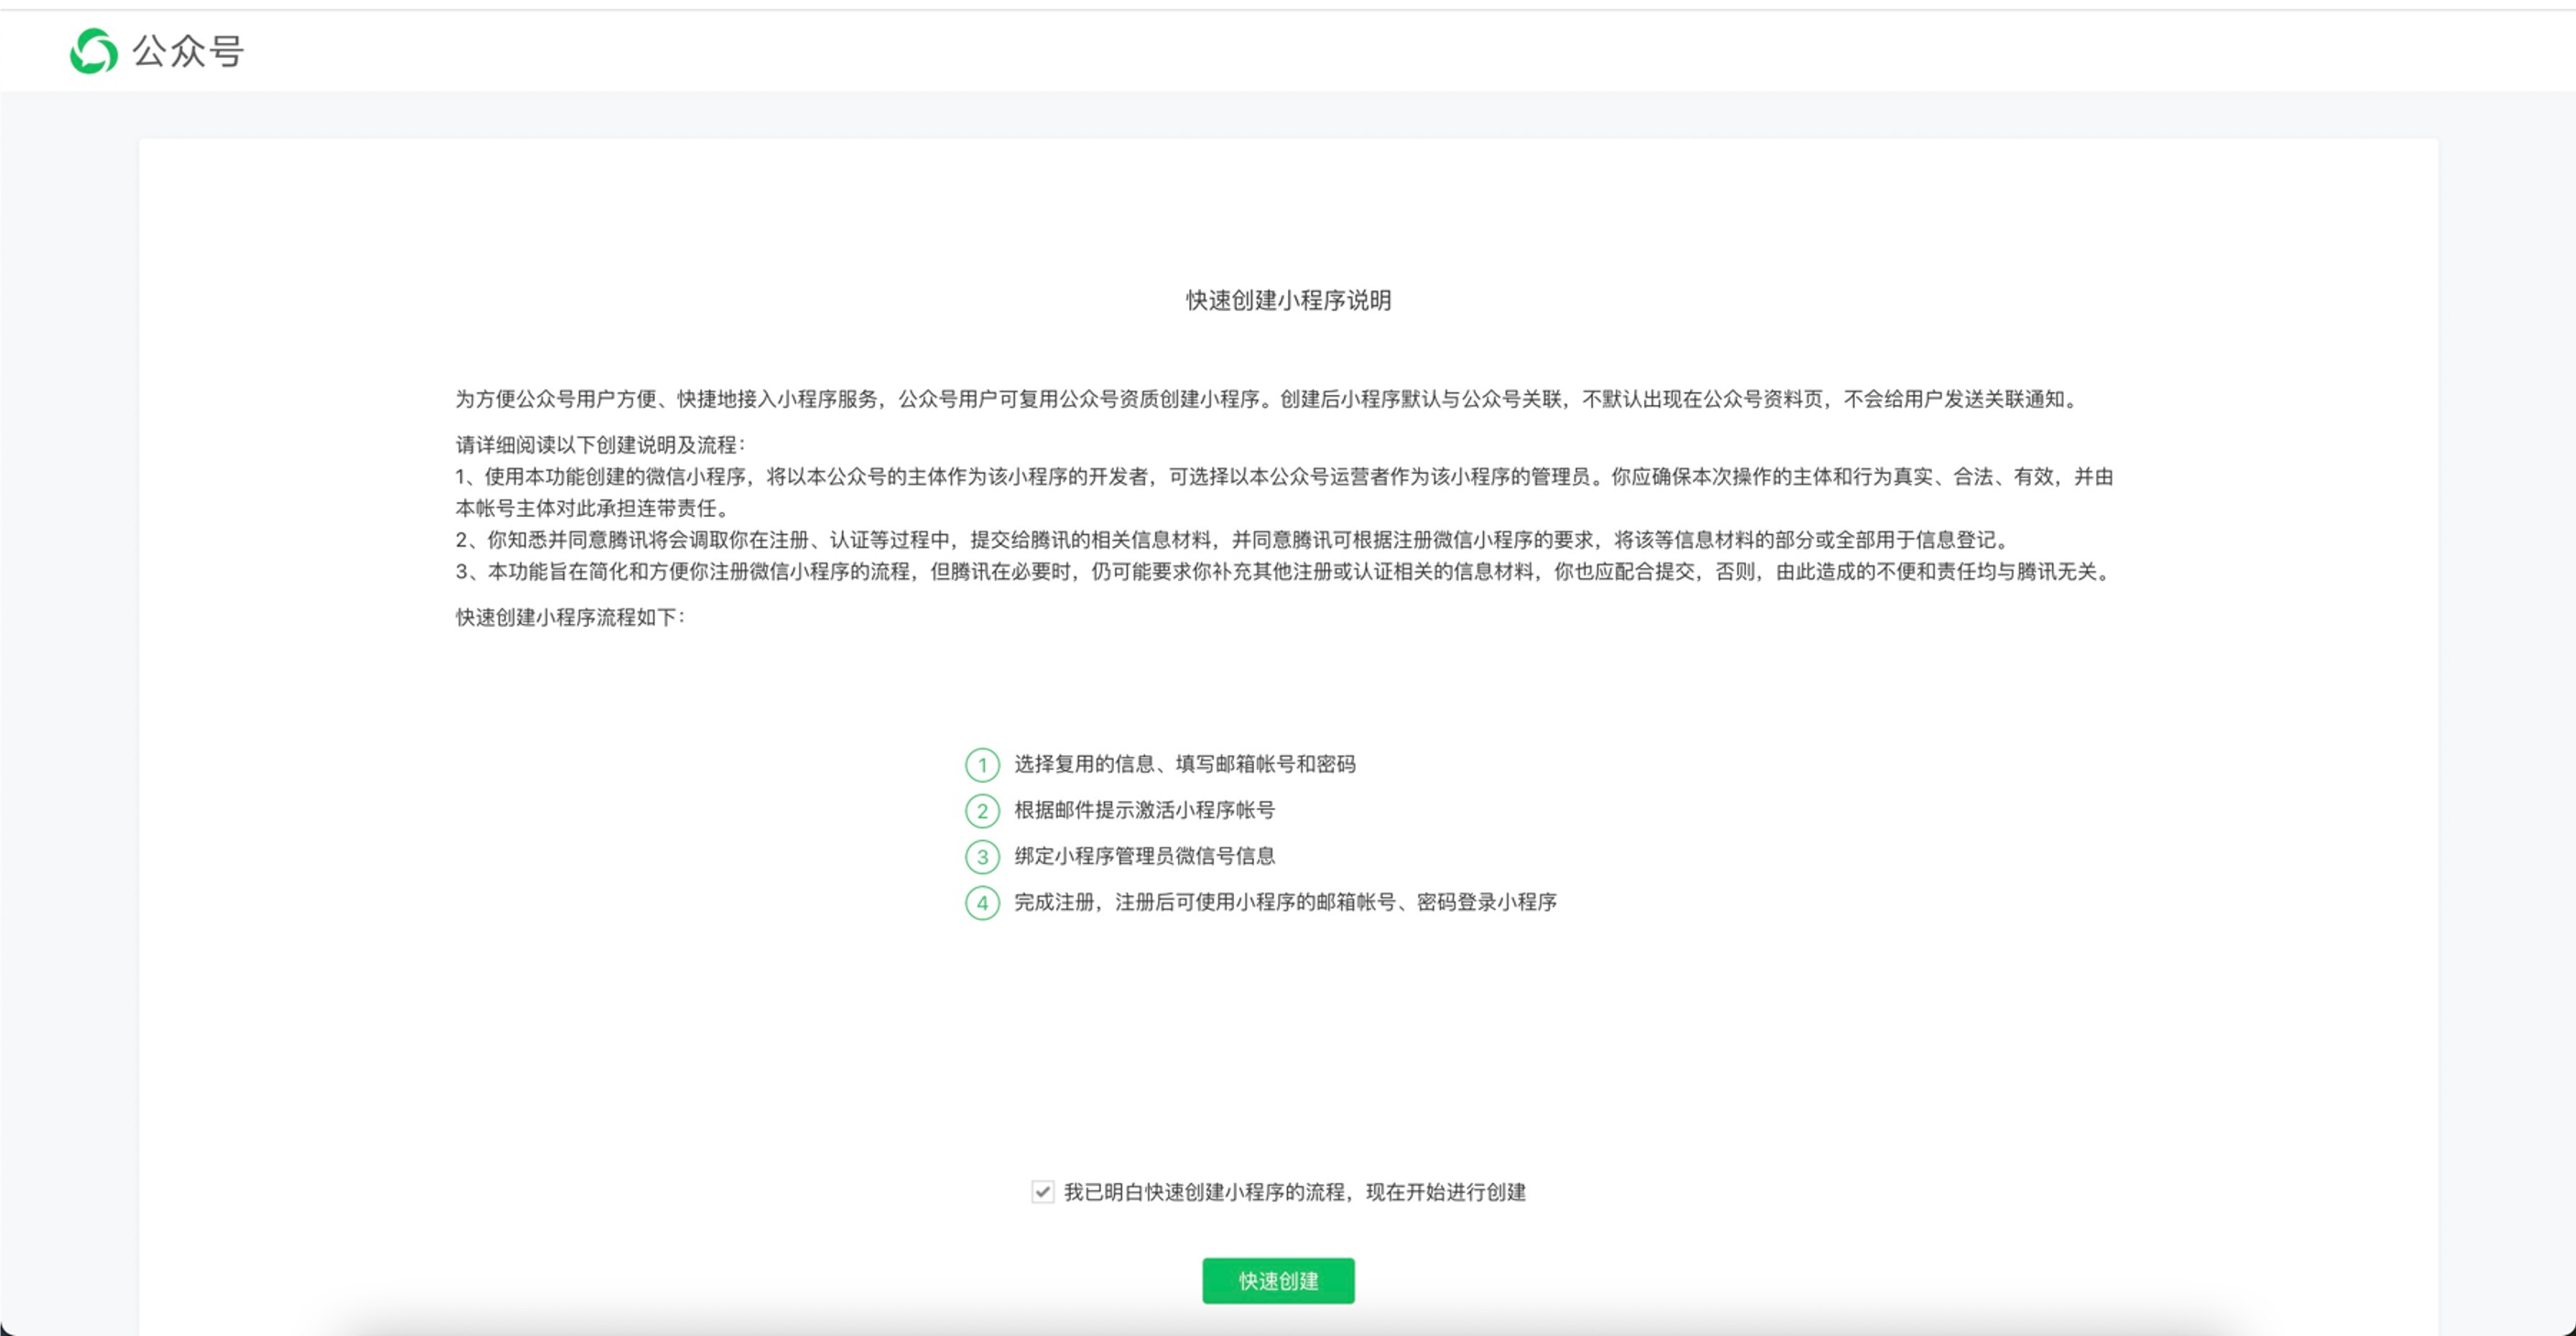 公众号
快速创建小程序说明
为方便公众号用户方便、快捷地接入小程序服务，公众号用户可复用公众号资质创建小程序。创建后小程序默认与公众号关联，不默认出现在公众号资料页，不会给用户发送关联通知。
请详细阅读以下创建说明及流程：
1、使用本功能创建的微信小程序，将以本公众号的主体作为该小程序的开发者，可选择以本公众号运营者作为该小程序的管理员。你应确保本次操作的主体和行为真实、合法、有效，并由
本帐号主体对此承担连带责任。
2、你知悉并同意腾讯将会调取你在注册、认证等过程中，提交给腾讯的相关信息材料，并同意腾讯可根据注册微信小程序的要求，将该等信息材料的部分或全部用于信息登记。
3、本功能旨在简化和方便你注册微信小程序的流程，但腾讯在必要时，仍可能要求你补充其他注册或认证相关的信息材料，你也应配合提交，否则，由此造成的不便和责任均与腾讯无关。
快速创建小程序流程如下：
1 选择复用的信息、填写邮箱帐号和密码
2 根据邮件提示激活小程序帐号
3 绑定小程序管理员微信号信息
4 完成注册，注册后可使用小程序的邮箱帐号、密码登录小程序
我已明白快速创建小程序的流程，现在开始进行创建
快速创建